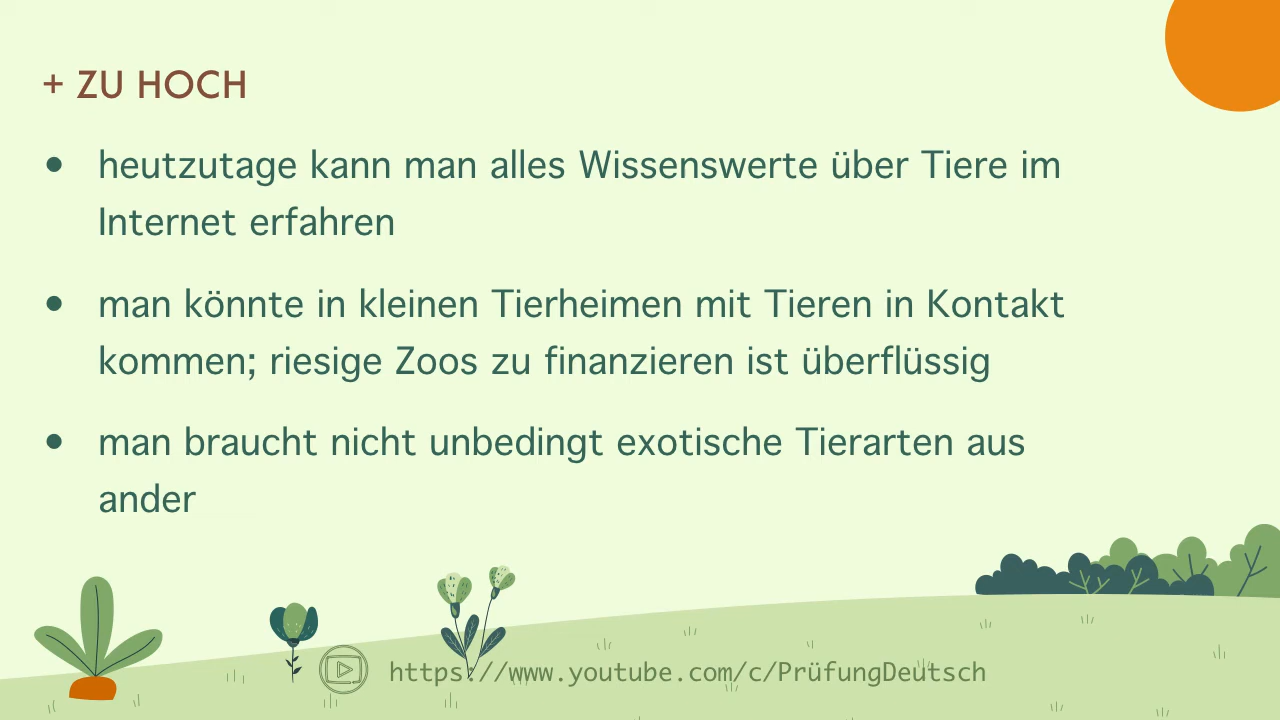 + ZU HOCH
• heutzutage kann man alles Wissenswerte über Tiere im
Internet erfahren
• man könnte in kleinen Tierheimen mit Tieren in Kontakt
kommen; riesige Zoos zu finanzieren ist überflüssig
• man braucht nicht unbedingt exotische Tierarten aus
ander
https://www.youtube.com/c/PrüfungDeutsch